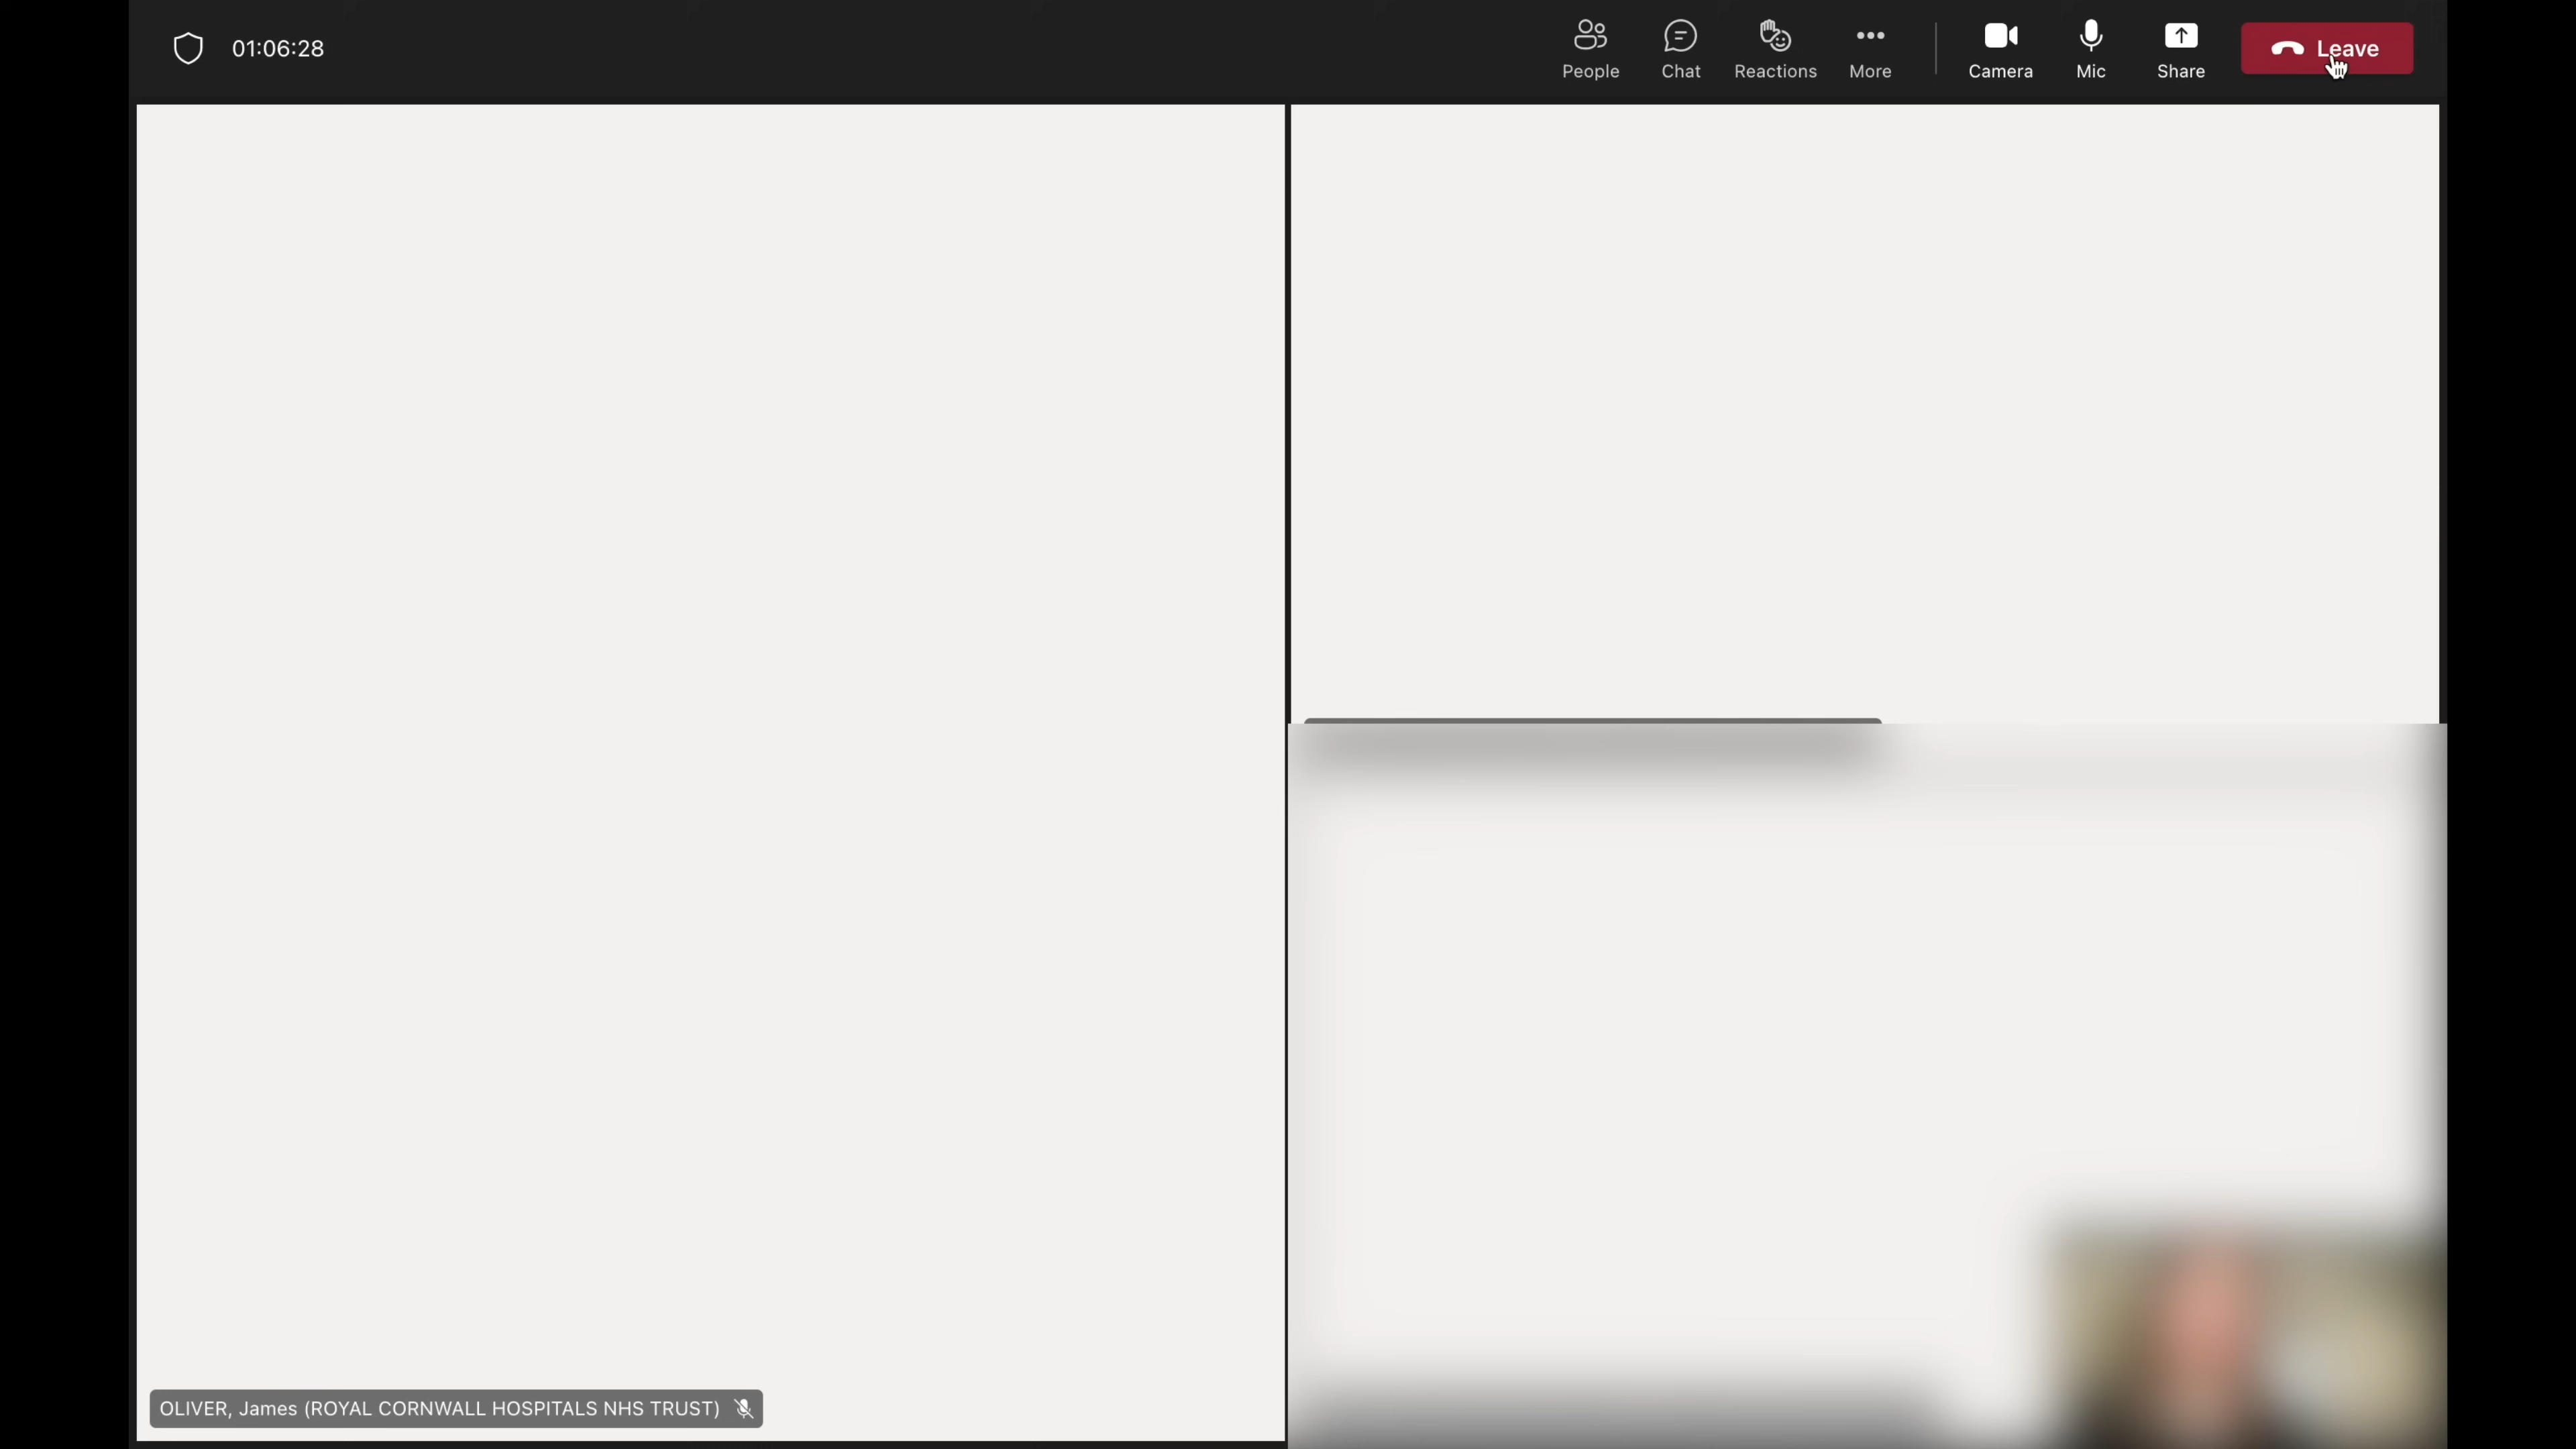 01:06:28
People
Chat
Reactions
More
Camera
Mic
Share
Leave
OLIVER, James (ROYAL CORNWALL HOSPITALS NHS TRUST)